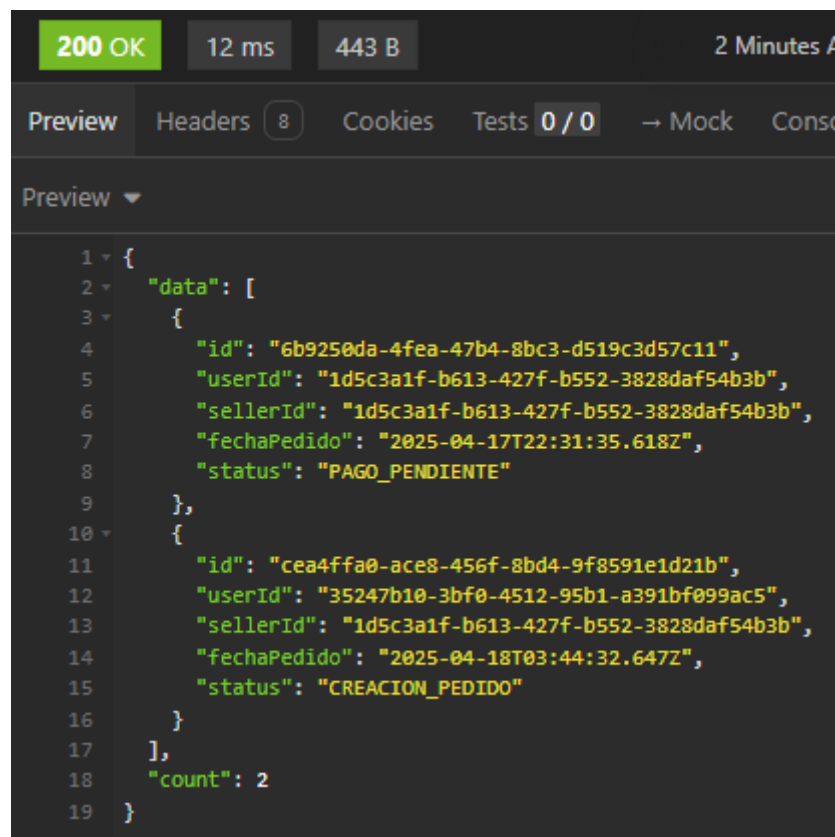 200 OK 12 ms 443 B 2 Minutes
Preview Headers 8 Cookies Tests 0 / 0 → Mock
Preview
1 {
2 "data": [
3 {
4 "id": "6b9250da-4fea-47b4-8bc3-d519c3d57c11",
5 "userId": "1d5c3a1f-b613-427f-b552-3828daf54b3b",
6 "sellerId": "1d5c3a1f-b613-427f-b552-3828daf54b3b",
7 "fechaPedido": "2025-04-17T22:31:35.618Z",
8 "status": "PAGO_PENDIENTE"
9 },
10 {
11 "id": "cea4ffa0-ace8-456f-8bd4-9f8591e1d21b",
12 "userId": "35247b10-3bf0-4512-95b1-a391bf099ac5",
13 "sellerId": "1d5c3a1f-b613-427f-b552-3828daf54b3b",
14 "fechaPedido": "2025-04-18T03:44:32.647Z",
15 "status": "CREACION_PEDIDO"
16 }
17 ],
18 "count": 2
19 }